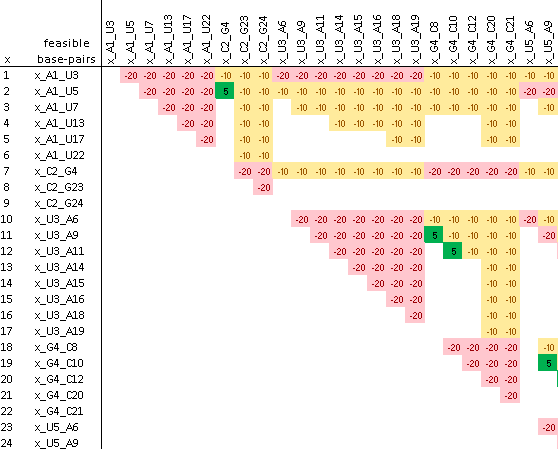 x feasible base-pairs x_A1_U3 x_A1_U5 x_A1_U7 x_A1_U13 x_A1_U17 x_A1_U22 x_C2_G4 x_C2_G23 x_C2_G24 x_U3_A6 x_U3_A9 x_U3_A11 x_U3_A14 x_U3_A15 x_U3_A16 x_U3_A18 x_U3_A19 x_G4_C8 x_G4_C10 x_G4_C12 x_G4_C20 x_G4_C21 x_U5_A6 x_U5_A9
1 x_A1_U3 -20 -20 -20 -20 -20 -10 -10 -10 -20 -20 -20 -20 -20 -20 -20 -20 -10 -10 -10 -10 -10 -10 -10
2 x_A1_U5 -20 -20 -20 -20 5 -10 -10 -10 -10 -10 -10 -10 -10 -10 -10 -10 -10 -10 -10 -10 -20 -20
3 x_A1_U7 -20 -20 -20 -10 -10 -10 -10 -10 -10 -10 -10 -10 -10 -10 -10 -10 -10 -10
4 x_A1_U13 -20 -20 -10 -10 -10 -10 -10 -10 -10 -10 -10
5 x_A1_U17 -20 -10 -10 -10 -10 -10 -10
6 x_A1_U22 -10 -10
7 x_C2_G4 -20 -20 -10 -10 -10 -10 -10 -10 -10 -10 -20 -20 -20 -20 -20 -10 -10
8 x_C2_G23 -20
9 x_C2_G24
10 x_U3_A6 -20 -20 -20 -20 -20 -20 -20 -10 -10 -10 -10 -10 -20 -10
11 x_U3_A9 -20 -20 -20 -20 -20 -20 5 -10 -10 -10 -10 -20
12 x_U3_A11 -20 -20 -20 -20 -20 -10 5 -10 -10 -10
13 x_U3_A14 -20 -20 -20 -20 -10 -10
14 x_U3_A15 -20 -20 -20 -10 -10
15 x_U3_A16 -20 -20 -10 -10
16 x_U3_A18 -20 -10 -10
17 x_U3_A19 -10 -10
18 x_G4_C8 -20 -20 -20 -20 -10
19 x_G4_C10 -20 -20 -20 5
20 x_G4_C12 -20 -20
21 x_G4_C20 -20
22 x_G4_C21
23 x_U5_A6 -20
24 x_U5_A9